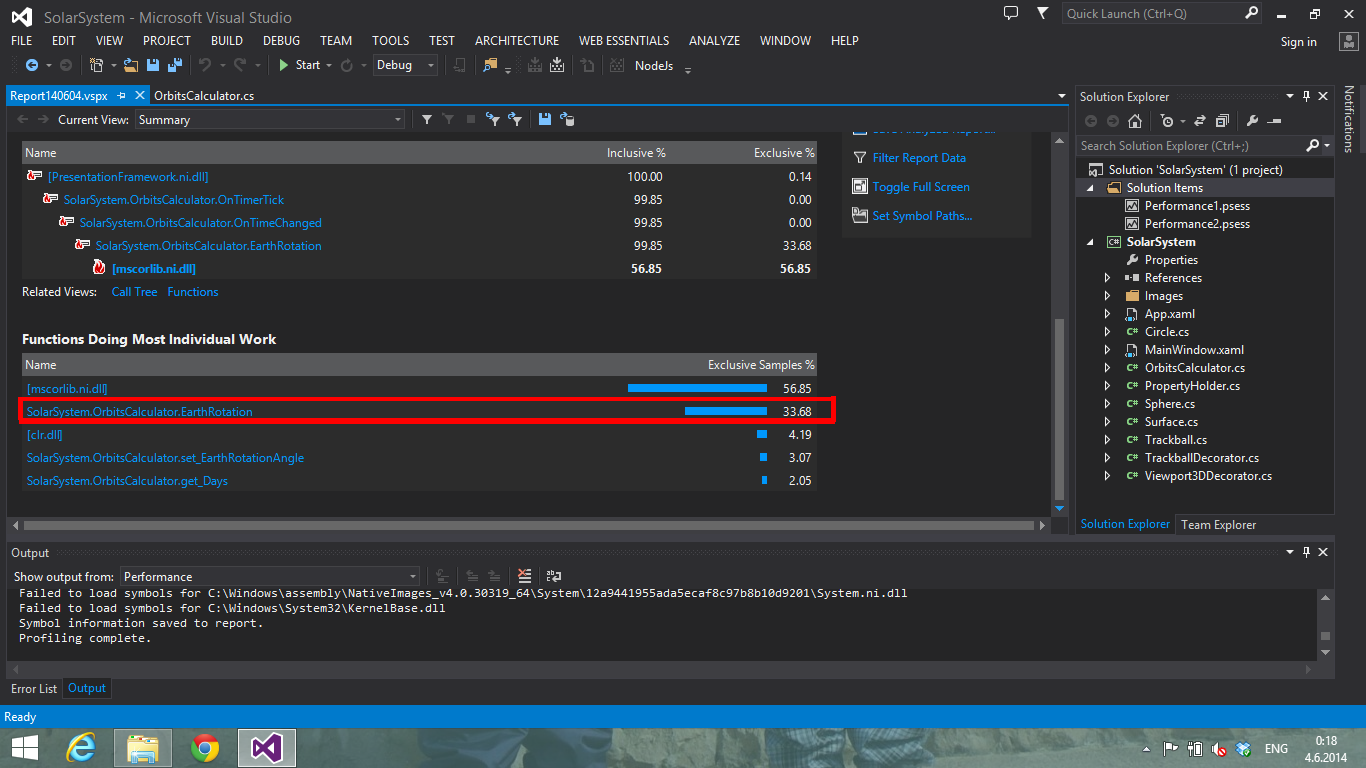 SolarSystem - Microsoft Visual Studio
Quick Launch (Ctrl+Q)
FILE EDIT VIEW PROJECT BUILD DEBUG TEAM TOOLS TEST ARCHITECTURE WEB ESSENTIALS ANALYZE WINDOW HELP
Sign in
Start Debug NodeJs
Report140604.vspx OrbitsCalculator.cs
Current View: Summary
Name Inclusive % Exclusive %
[PresentationFramework.ni.dll] 100.00 0.14
SolarSystem.OrbitsCalculator.OnTimerTick 99.85 0.00
SolarSystem.OrbitsCalculator.OnTimeChanged 99.85 0.00
SolarSystem.OrbitsCalculator.EarthRotation 99.85 33.68
[mscorlib.ni.dll] 56.85 56.85
Related Views: Call Tree Functions
Functions Doing Most Individual Work
Name Exclusive Samples %
[mscorlib.ni.dll] 56.85
SolarSystem.OrbitsCalculator.EarthRotation 33.68
[clr.dll] 4.19
SolarSystem.OrbitsCalculator.set_EarthRotationAngle 3.07
SolarSystem.OrbitsCalculator.get_Days 2.05
Filter Report Data
Toggle Full Screen
Set Symbol Paths...
Solution Explorer
Search Solution Explorer (Ctrl+;)
Solution 'SolarSystem' (1 project)
Solution Items
Performance1.psess
Performance2.psess
SolarSystem
Properties
References
Images
App.xaml
Circle.cs
MainWindow.xaml
OrbitsCalculator.cs
PropertyHolder.cs
Sphere.cs
Surface.cs
Trackball.cs
TrackballDecorator.cs
Viewport3DDecorator.cs
Solution Explorer Team Explorer
Notifications
Output
Show output from: Performance
Failed to load symbols for C:\Windows\assembly\NativeImages_v4.0.30319_64\System\12a9441955ada5ecaf8c97b8b10d9201\System.ni.dll
Failed to load symbols for C:\Windows\System32\KernelBase.dll
Symbol information saved to report.
Profiling complete.
Error List Output
Ready
ENG
0:18
4.6.2014